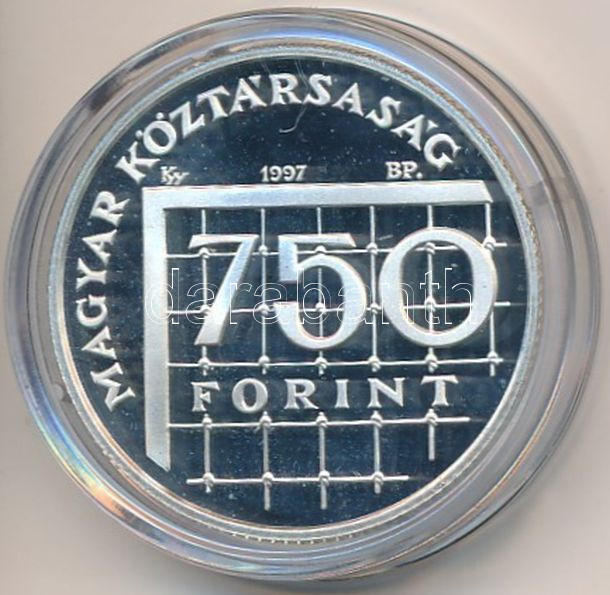 MAGYAR KÖZTÁRSASÁG
Ky 1997 BP.
750
darabanth
FORINT